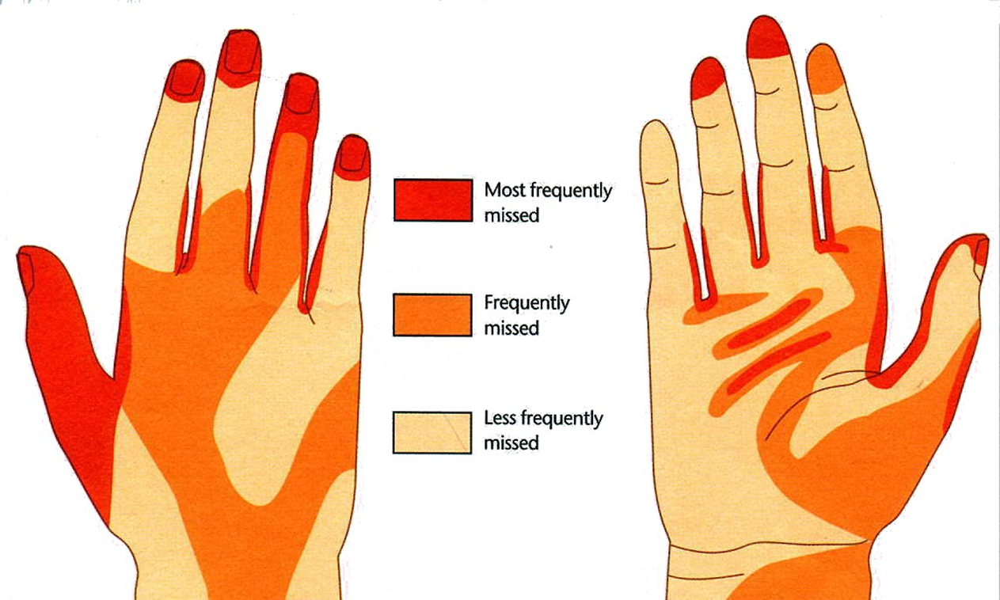 Most frequently
missed
Frequently
missed
Less frequently
missed